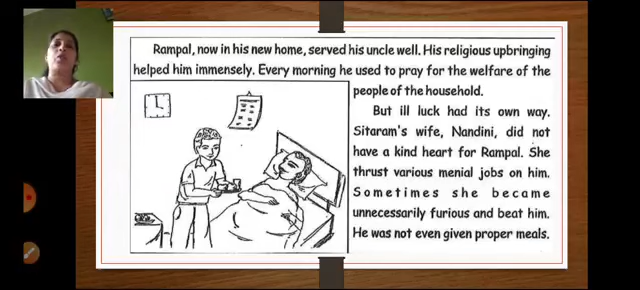 Rampal, now in his new home, served his uncle well. His religious upbringing
helped him immensely. Every morning he used to pray for the welfare of the
people of the household.
But ill luck had its own way.
Sitaram's wife, Nandini, did not
have a kind heart for Rampal. She
thrust various menial jobs on him.
Sometimes she became
unnecessarily furious and beat him.
He was not even given proper meals.